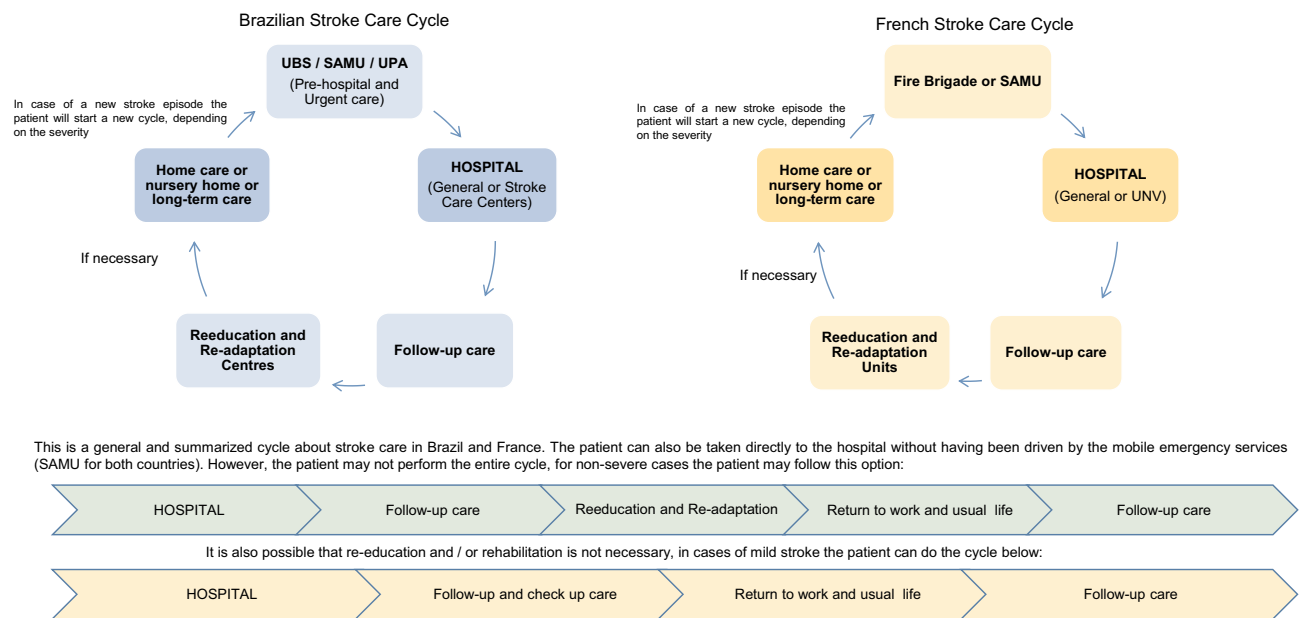 Brazilian Stroke Care Cycle
UBS / SAMU / UPA
(Pre-hospital and
Urgent care)
In case of a new stroke episode the
patient will start a new cycle, depending
on the severity
Home care or
nursery home or
long-term care
HOSPITAL
(General or Stroke
Care Centers)
If necessary
Reeducation and
Re-adaptation
Centres
Follow-up care
French Stroke Care Cycle
Fire Brigade or SAMU
In case of a new stroke episode the
patient will start a new cycle, depending
on the severity
Home care or
nursery home or
long-term care
HOSPITAL
(General or UNV)
If necessary
Reeducation and
Re-adaptation
Units
Follow-up care
This is a general and summarized cycle about stroke care in Brazil and France. The patient can also be taken directly to the hospital without having been driven by the mobile emergency services
(SAMU for both countries). However, the patient may not perform the entire cycle, for non-severe cases the patient may follow this option:
HOSPITAL
Follow-up care
Reeducation and Re-adaptation
Return to work and usual life
Follow-up care
It is also possible that re-education and / or rehabilitation is not necessary, in cases of mild stroke the patient can do the cycle below:
HOSPITAL
Follow-up and check up care
Return to work and usual life
Follow-up care